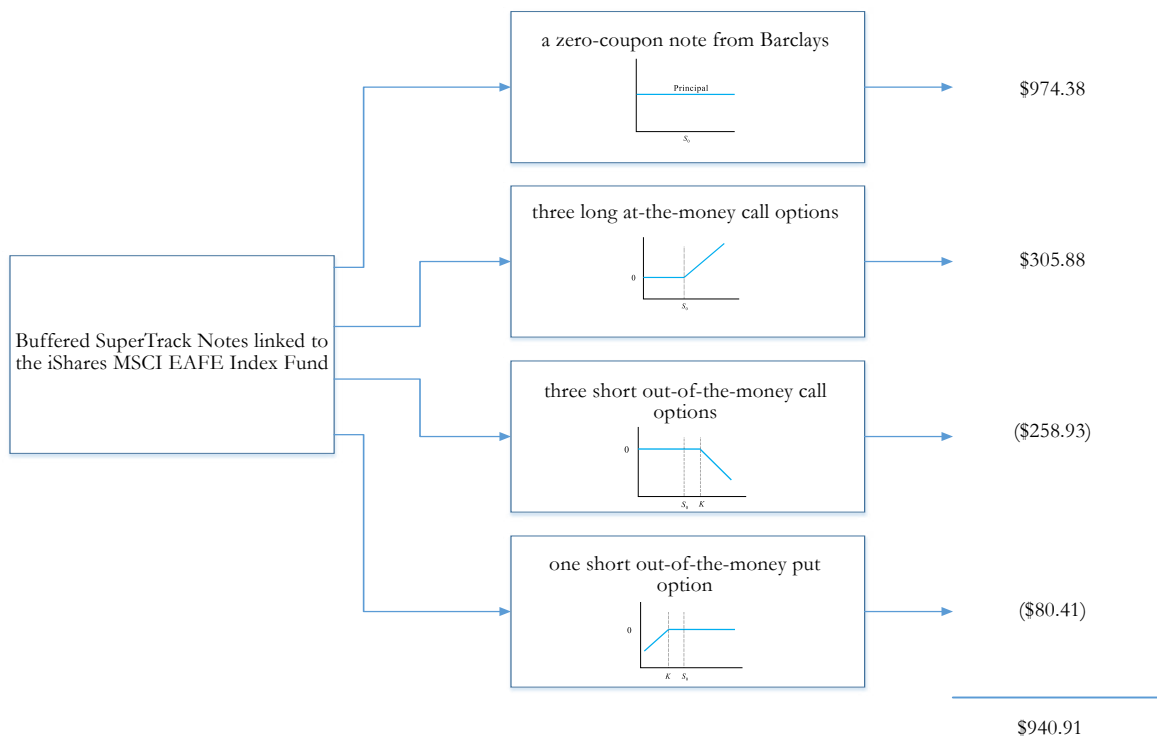 a zero-coupon note from Barclays
Principal
S₀
$974.38
three long at-the-money call options
0
S₀
$305.88
Buffered SuperTrack Notes linked to
the iShares MSCI EAFE Index Fund
three short out-of-the-money call
options
0
S₀ K
($258.93)
one short out-of-the-money put
option
0
K S₀
($80.41)
$940.91